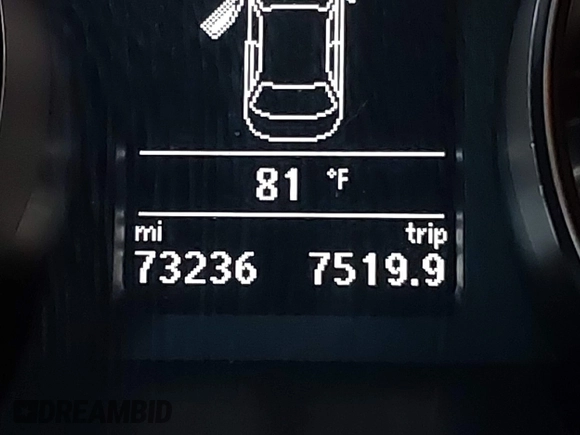 81 °F
mi trip
73236 7519.9
DREAMBID